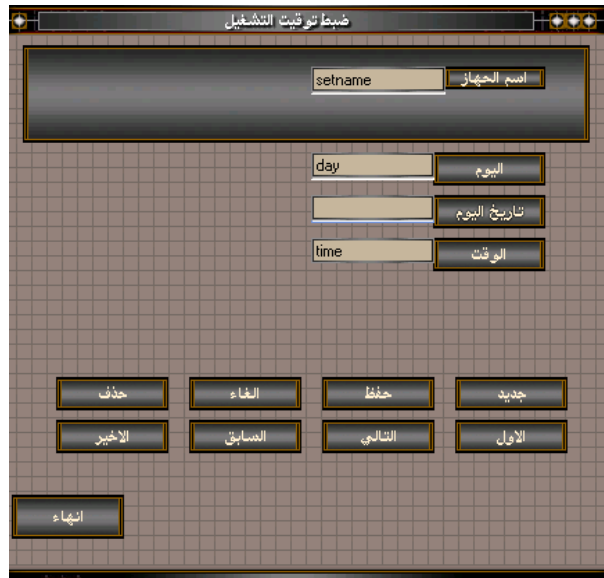 ضبط توقيت التشغيل
اسم الجهاز setname
اليوم day
تاريخ اليوم
الوقت time
جديد حفظ الغاء حذف
الاول التالي السابق الاخير
انهاء